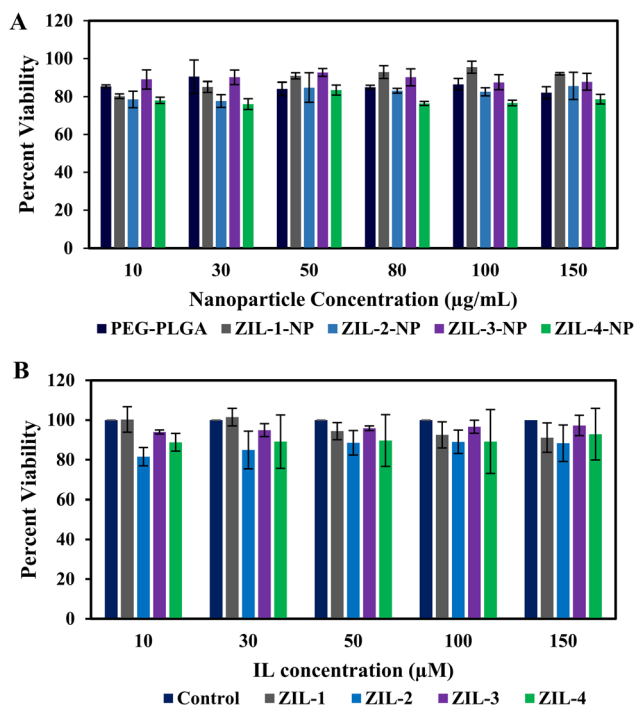 A
120
100
80
60
40
20
0
Percent Viability
10 30 50 80 100 150
Nanoparticle Concentration (µg/mL)
PEG-PLGA ZIL-1-NP ZIL-2-NP ZIL-3-NP ZIL-4-NP
B
120
100
80
60
40
20
0
Percent Viability
10 30 50 100 150
IL concentration (µM)
Control ZIL-1 ZIL-2 ZIL-3 ZIL-4